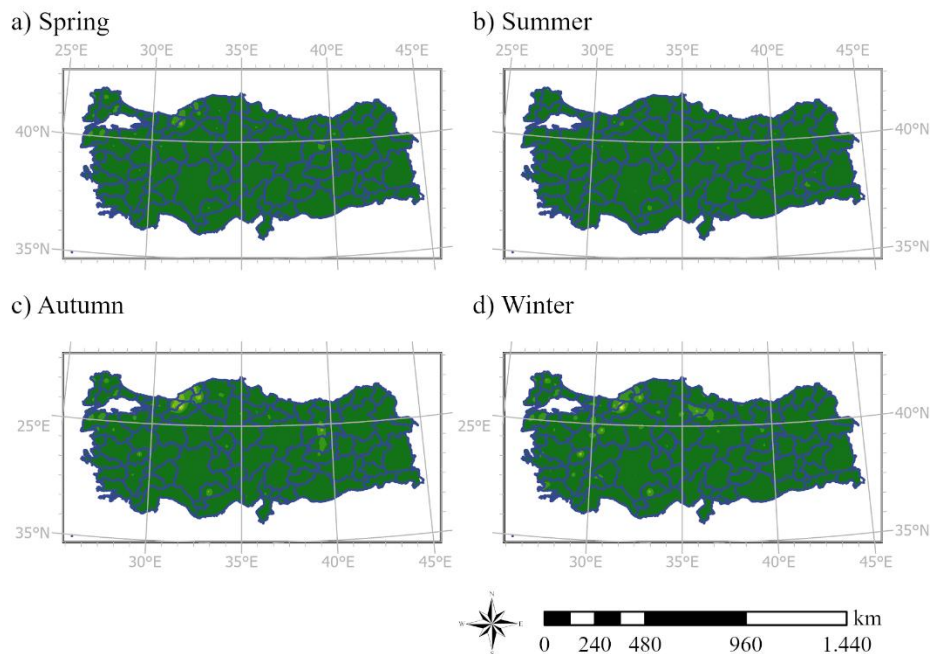 a) Spring
b) Summer
25ºE 30ºE 35ºE 40ºE 45ºE
25ºE 30ºE 35ºE 40ºE 45ºE
40ºN
40ºN
35ºN
35ºN
c) Autumn
d) Winter
25ºE
40ºN
25ºE
35ºN
35ºN
30ºE 35ºE 40ºE 45ºE
30ºE 35ºE 40ºE 45ºE
N
W E
S
km
0 240 480 960 1.440